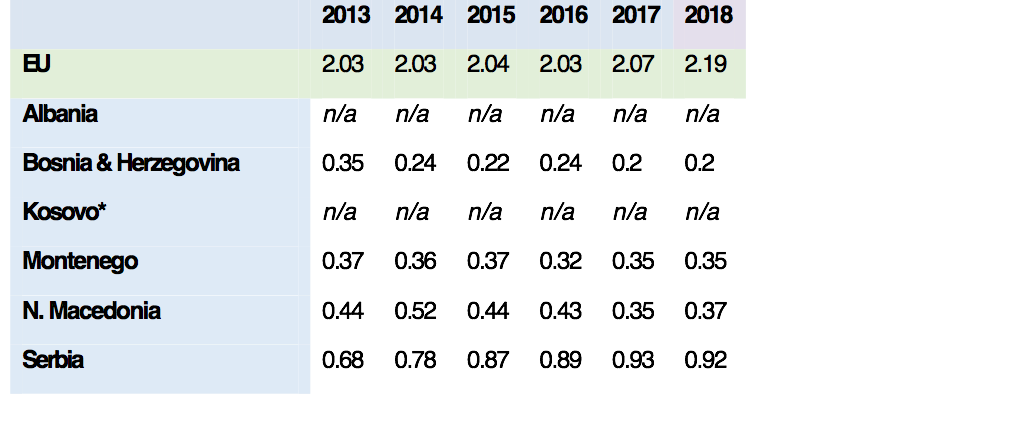 2013 2014 2015 2016 2017 2018
EU 2.03 2.03 2.04 2.03 2.07 2.19
Albania n/a n/a n/a n/a n/a n/a
Bosnia & Herzegovina 0.35 0.24 0.22 0.24 0.2 0.2
Kosovo* n/a n/a n/a n/a n/a n/a
Montenego 0.37 0.36 0.37 0.32 0.35 0.35
N. Macedonia 0.44 0.52 0.44 0.43 0.35 0.37
Serbia 0.68 0.78 0.87 0.89 0.93 0.92